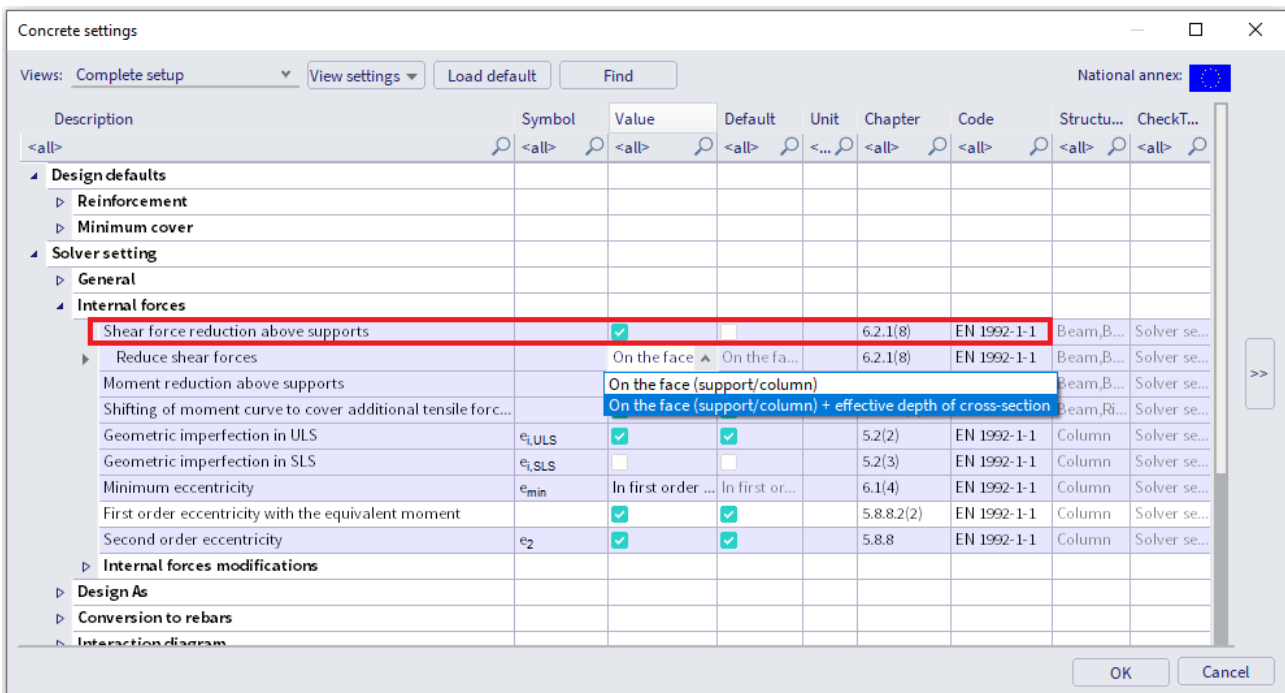 Concrete settings
Views: Complete setup View settings Load default Find National annex:
Description Symbol Value Default Unit Chapter Code Structu... CheckT...
<all> <all> <all> <all> <... <all> <all> <all> <all>
Design defaults
Reinforcement
Minimum cover
Solver setting
General
Internal forces
Shear force reduction above supports 6.2.1(8) EN 1992-1-1 Beam,B... Solver se...
Reduce shear forces On the face On the fa... 6.2.1(8) EN 1992-1-1 Beam,B... Solver se...
Moment reduction above supports On the face (support/column) Beam,B... Solver se...
Shifting of moment curve to cover additional tensile forc... On the face (support/column) + effective depth of cross-section Beam,Ri... Solver se...
Geometric imperfection in ULS ei,ULS 5.2(2) EN 1992-1-1 Column Solver se...
Geometric imperfection in SLS ei,SLS 5.2(3) EN 1992-1-1 Column Solver se...
Minimum eccentricity emin In first order ... In first or... 6.1(4) EN 1992-1-1 Column Solver se...
First order eccentricity with the equivalent moment 5.8.8.2(2) EN 1992-1-1 Column Solver se...
Second order eccentricity e2 5.8.8 EN 1992-1-1 Column Solver se...
Internal forces modifications
Design As
Conversion to rebars
Interaction diagram
>>
OK Cancel